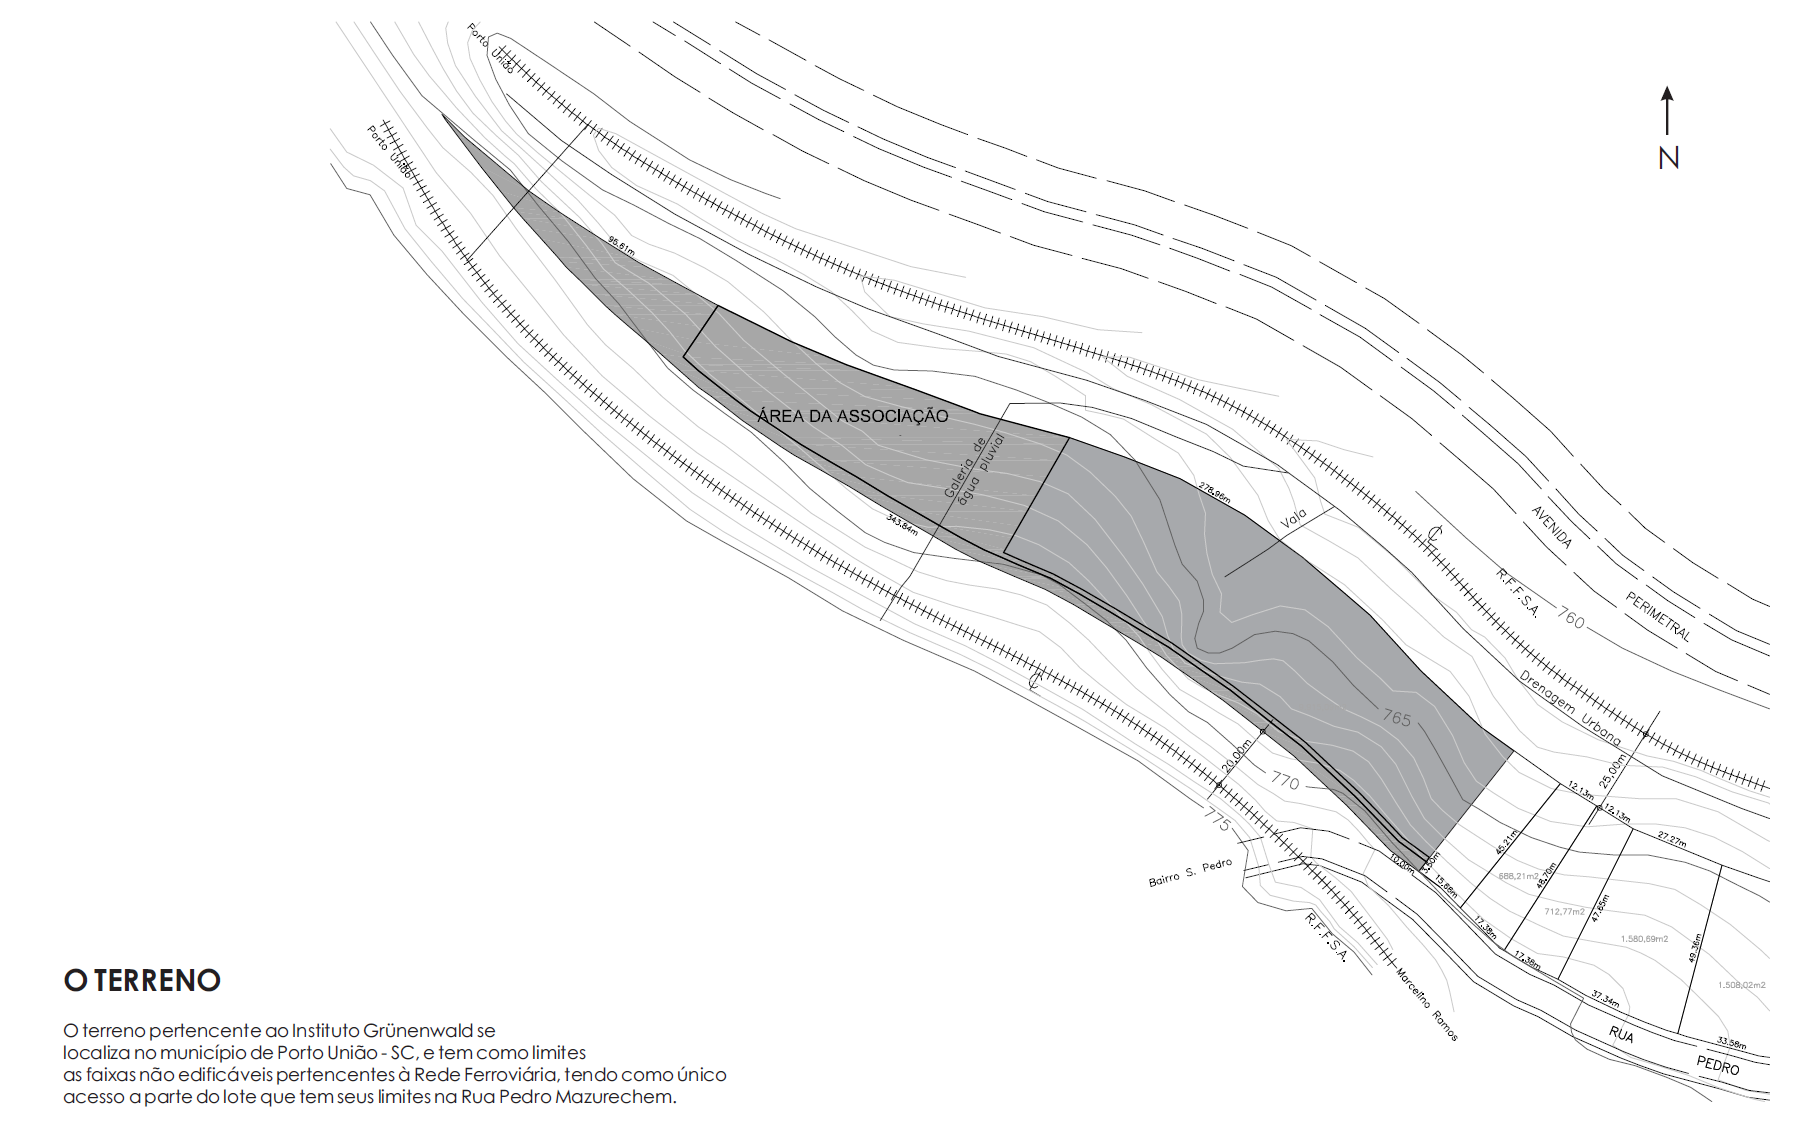 Porto União
Porto União
N
95.61m
ÁREA DA ASSOCIAÇÃO
Galeria de
água pluvial
343.84m
278.96m
Vala
AVENIDA
PERIMETRAL
R.F.F.S.A.
760
Drenagem Urbana
765
20,00m
25,00m
770
775
12.13m
12.13m
27.27m
Bairro S. Pedro
10.00m
15.68m
45.21m
688,21m2
48.70m
712,77m2
47.65m
1.580,69m2
49.36m
1.508,02m2
17.38m
17.38m
37.34m
33.58m
R.F.F.S.A.
Marcelino Ramos
RUA
PEDRO
O TERRENO
O terreno pertencente ao Instituto Grünenwald se
localiza no município de Porto União - SC, e tem como limites
as faixas não edificáveis pertencentes à Rede Ferroviária, tendo como único
acesso a parte do lote que tem seus limites na Rua Pedro Mazurechem.